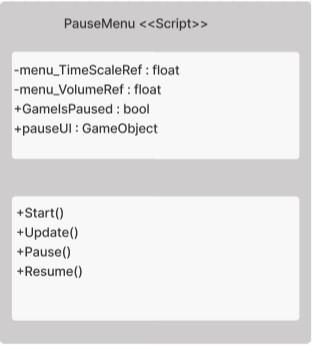 PauseMenu <<Script>>
-menu_TimeScaleRef : float
-menu_VolumeRef : float
+GameIsPaused : bool
+pauseUI : GameObject
+Start()
+Update()
+Pause()
+Resume()